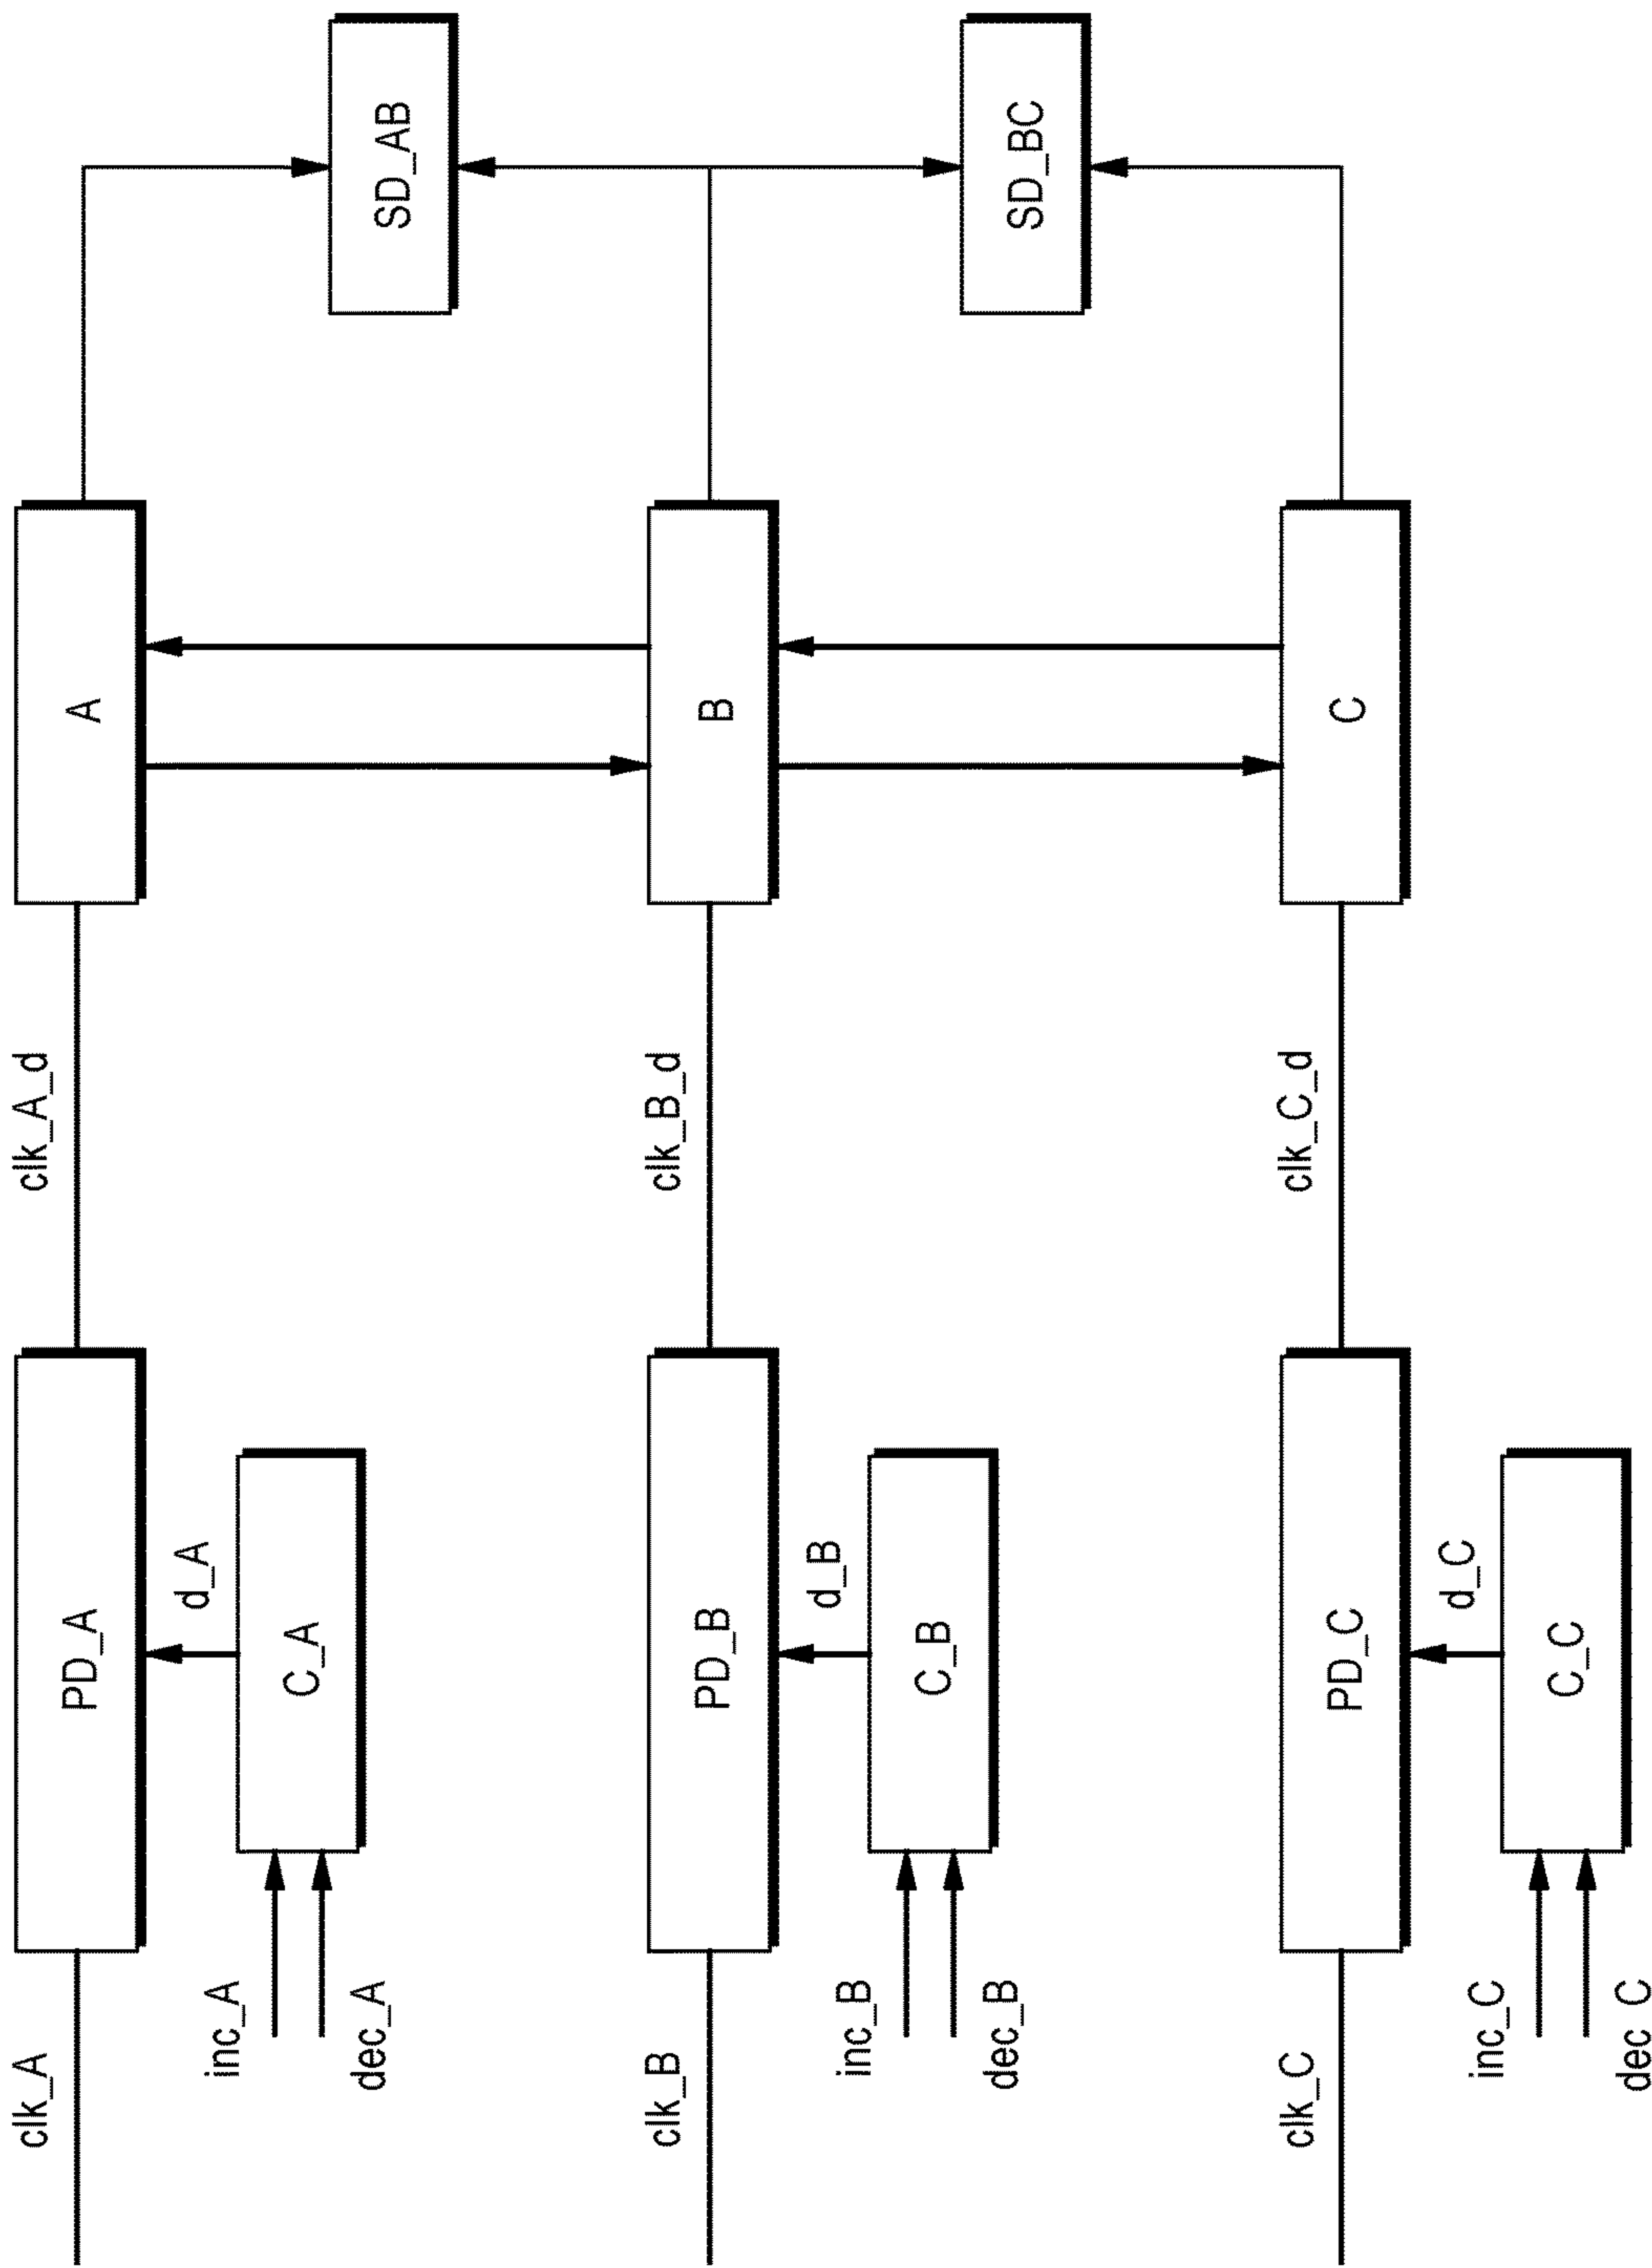 clk_A
clk_A_d
PD_A
A
d_A
inc_A
C_A
dec_A
SD_AB
clk_B
clk_B_d
PD_B
B
d_B
inc_B
C_B
dec_B
SD_BC
clk_C
clk_C_d
PD_C
C
d_C
inc_C
C_C
dec C